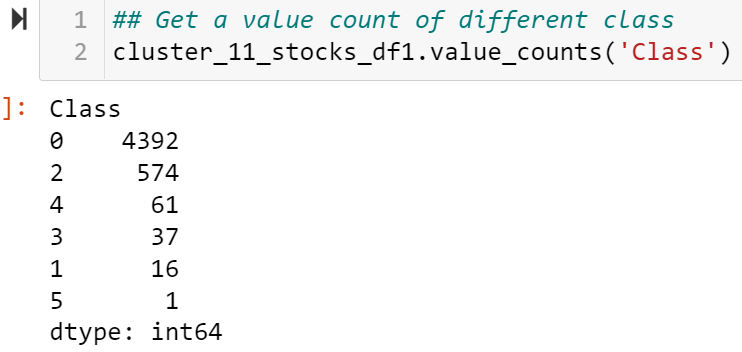 1 ## Get a value count of different class
2 cluster_11_stocks_df1.value_counts('Class')
]: Class
0 4392
2 574
4 61
3 37
1 16
5 1
dtype: int64